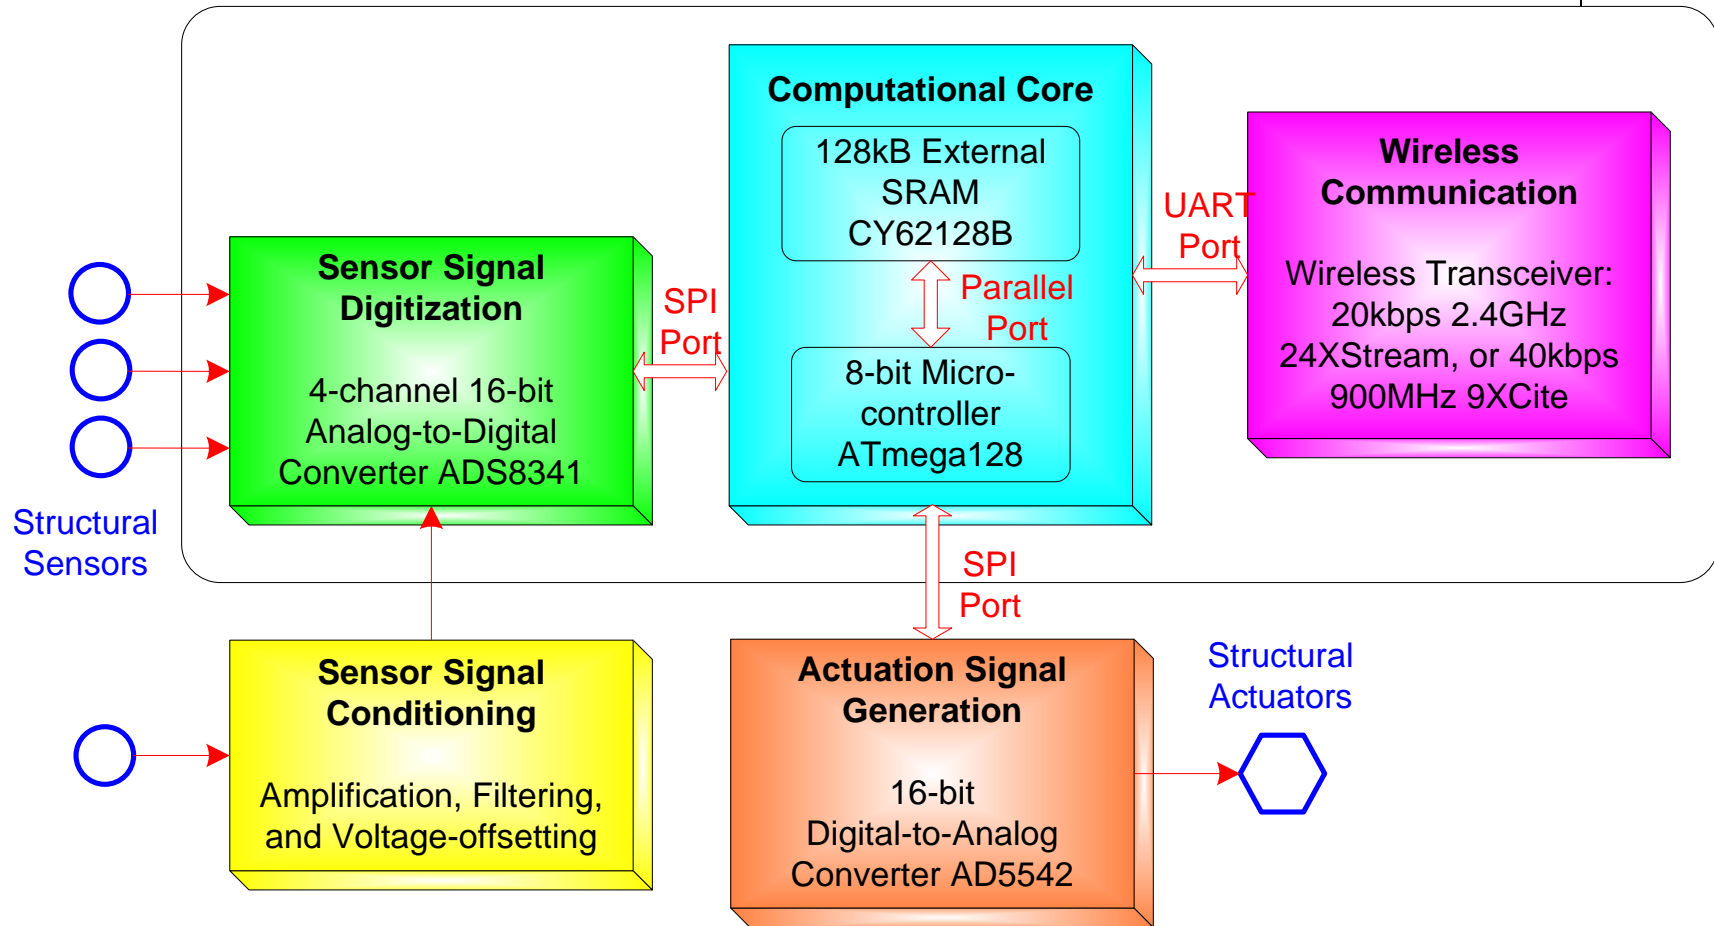 Computational Core
128kB External
SRAM
CY62128B
Parallel
Port
8-bit Micro-
controller
ATmega128
Wireless
Communication
Wireless Transceiver:
20kbps 2.4GHz
24XStream, or 40kbps
900MHz 9XCite
UART
Port
Sensor Signal
Digitization
4-channel 16-bit
Analog-to-Digital
Converter ADS8341
SPI
Port
Structural
Sensors
SPI
Port
Sensor Signal
Conditioning
Amplification, Filtering,
and Voltage-offsetting
Actuation Signal
Generation
16-bit
Digital-to-Analog
Converter AD5542
Structural
Actuators